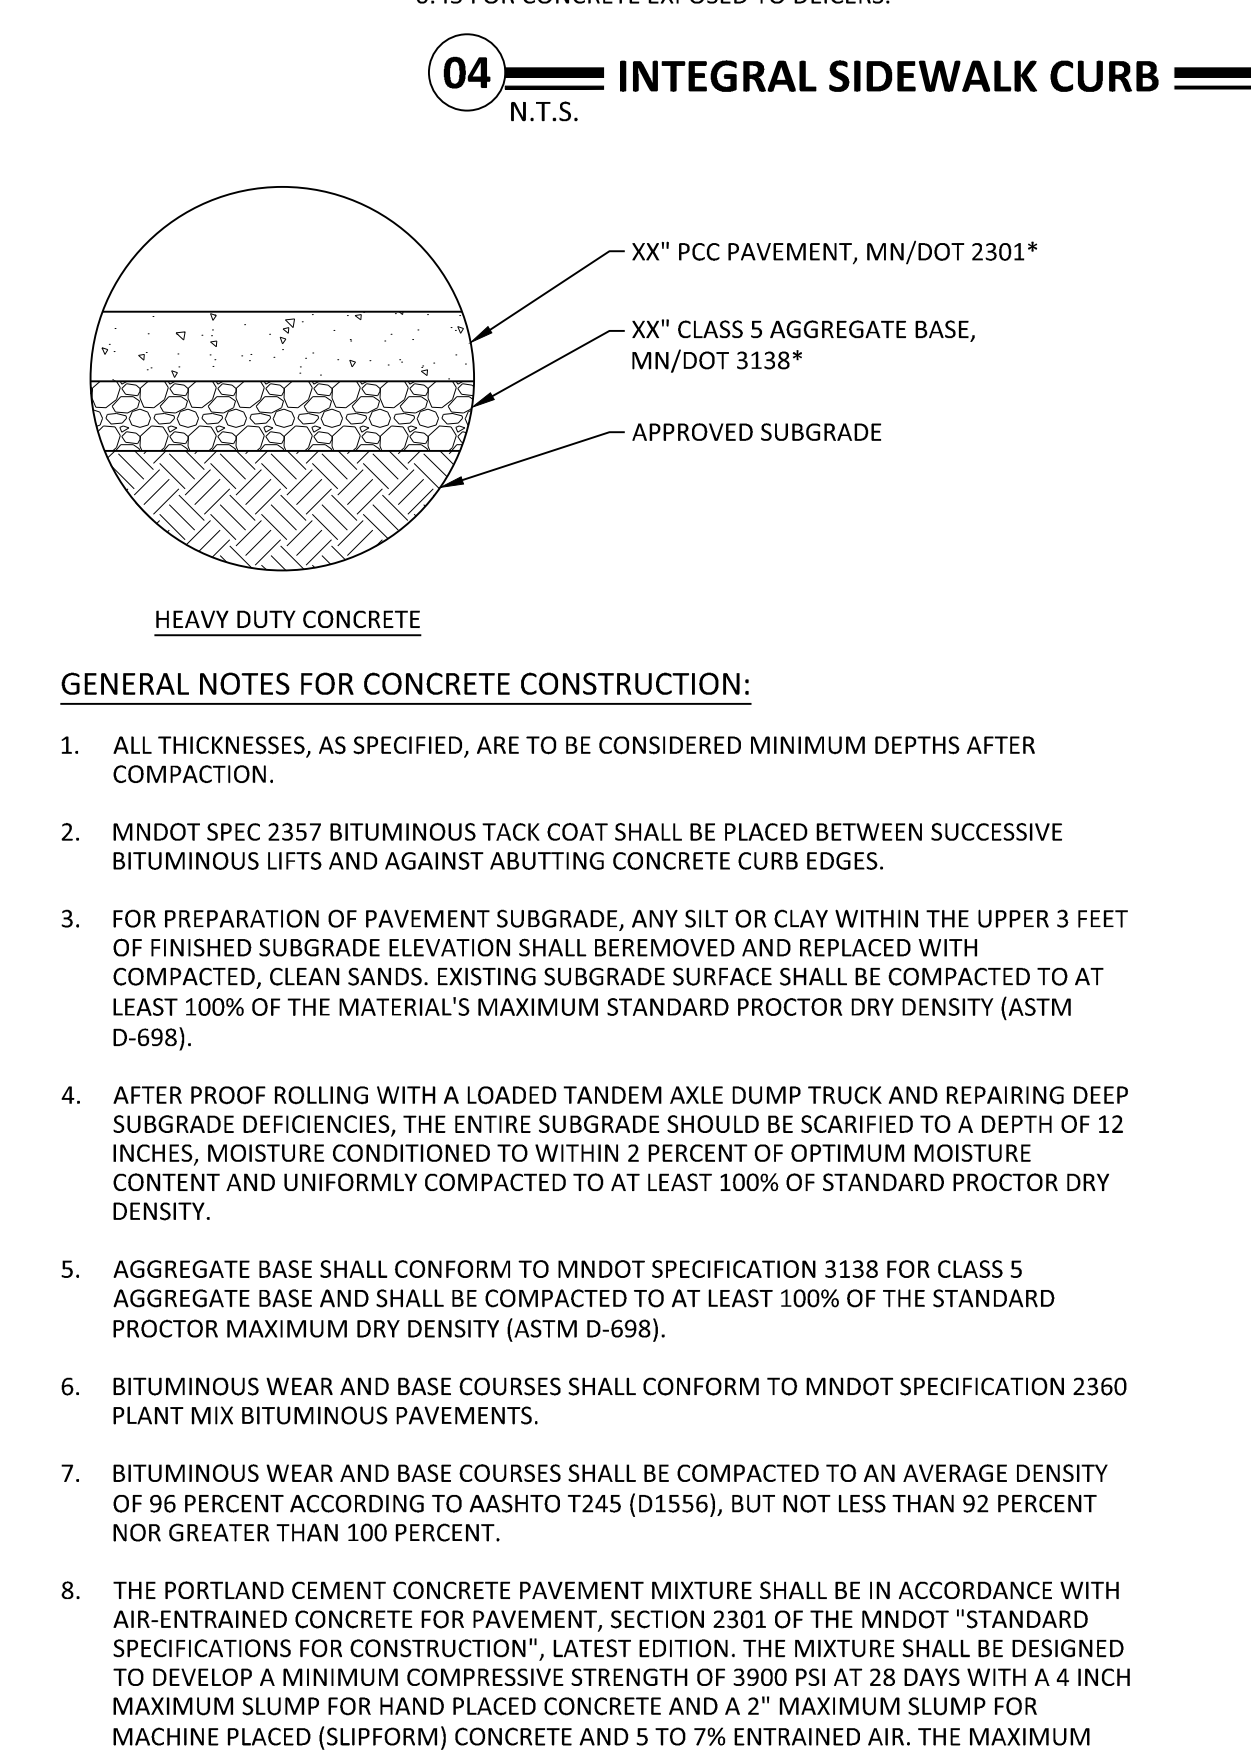 6. IS FOR CONCRETE EXPOSED TO DEICERS.
04 INTEGRAL SIDEWALK CURB
N.T.S.
XX" PCC PAVEMENT, MN/DOT 2301*
XX" CLASS 5 AGGREGATE BASE,
MN/DOT 3138*
APPROVED SUBGRADE
HEAVY DUTY CONCRETE
GENERAL NOTES FOR CONCRETE CONSTRUCTION:
1. ALL THICKNESSES, AS SPECIFIED, ARE TO BE CONSIDERED MINIMUM DEPTHS AFTER
COMPACTION.
2. MNDOT SPEC 2357 BITUMINOUS TACK COAT SHALL BE PLACED BETWEEN SUCCESSIVE
BITUMINOUS LIFTS AND AGAINST ABUTTING CONCRETE CURB EDGES.
3. FOR PREPARATION OF PAVEMENT SUBGRADE, ANY SILT OR CLAY WITHIN THE UPPER 3 FEET
OF FINISHED SUBGRADE ELEVATION SHALL BEREMOVED AND REPLACED WITH
COMPACTED, CLEAN SANDS. EXISTING SUBGRADE SURFACE SHALL BE COMPACTED TO AT
LEAST 100% OF THE MATERIAL'S MAXIMUM STANDARD PROCTOR DRY DENSITY (ASTM
D-698).
4. AFTER PROOF ROLLING WITH A LOADED TANDEM AXLE DUMP TRUCK AND REPAIRING DEEP
SUBGRADE DEFICIENCIES, THE ENTIRE SUBGRADE SHOULD BE SCARIFIED TO A DEPTH OF 12
INCHES, MOISTURE CONDITIONED TO WITHIN 2 PERCENT OF OPTIMUM MOISTURE
CONTENT AND UNIFORMLY COMPACTED TO AT LEAST 100% OF STANDARD PROCTOR DRY
DENSITY.
5. AGGREGATE BASE SHALL CONFORM TO MNDOT SPECIFICATION 3138 FOR CLASS 5
AGGREGATE BASE AND SHALL BE COMPACTED TO AT LEAST 100% OF THE STANDARD
PROCTOR MAXIMUM DRY DENSITY (ASTM D-698).
6. BITUMINOUS WEAR AND BASE COURSES SHALL CONFORM TO MNDOT SPECIFICATION 2360
PLANT MIX BITUMINOUS PAVEMENTS.
7. BITUMINOUS WEAR AND BASE COURSES SHALL BE COMPACTED TO AN AVERAGE DENSITY
OF 96 PERCENT ACCORDING TO AASHTO T245 (D1556), BUT NOT LESS THAN 92 PERCENT
NOR GREATER THAN 100 PERCENT.
8. THE PORTLAND CEMENT CONCRETE PAVEMENT MIXTURE SHALL BE IN ACCORDANCE WITH
AIR-ENTRAINED CONCRETE FOR PAVEMENT, SECTION 2301 OF THE MNDOT "STANDARD
SPECIFICATIONS FOR CONSTRUCTION", LATEST EDITION. THE MIXTURE SHALL BE DESIGNED
TO DEVELOP A MINIMUM COMPRESSIVE STRENGTH OF 3900 PSI AT 28 DAYS WITH A 4 INCH
MAXIMUM SLUMP FOR HAND PLACED CONCRETE AND A 2" MAXIMUM SLUMP FOR
MACHINE PLACED (SLIPFORM) CONCRETE AND 5 TO 7% ENTRAINED AIR. THE MAXIMUM